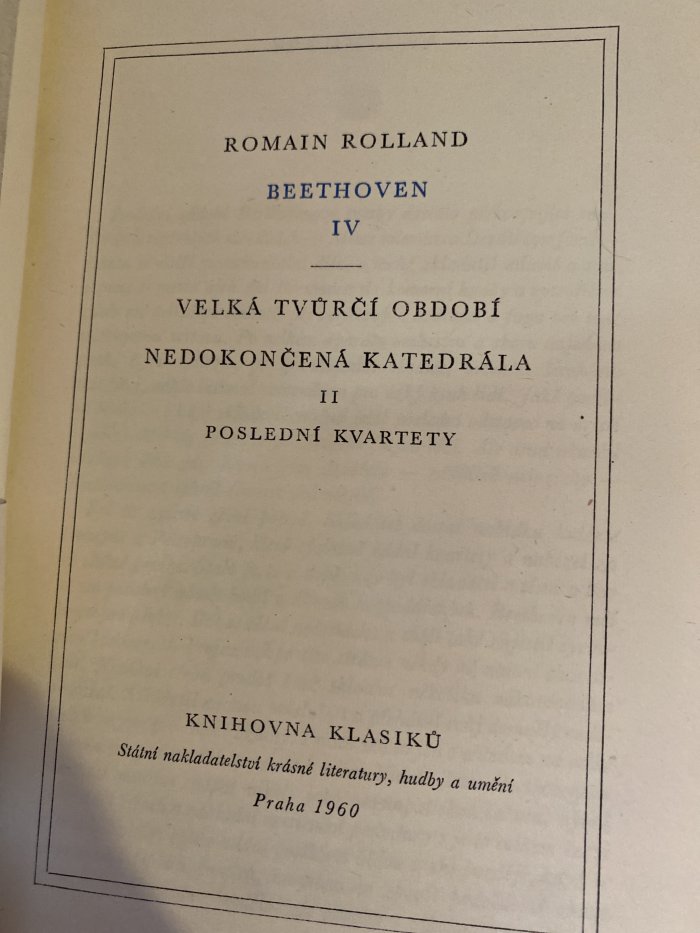 ROMAIN ROLLAND
BEETHOVEN
IV
VELKÁ TVŮRČÍ OBDOBÍ
NEDOKONČENÁ KATEDRÁLA
II
POSLEDNÍ KVARTETY
KNIHOVNA KLASIKŮ
Státní nakladatelství krásné literatury, hudby a umění
Praha 1960